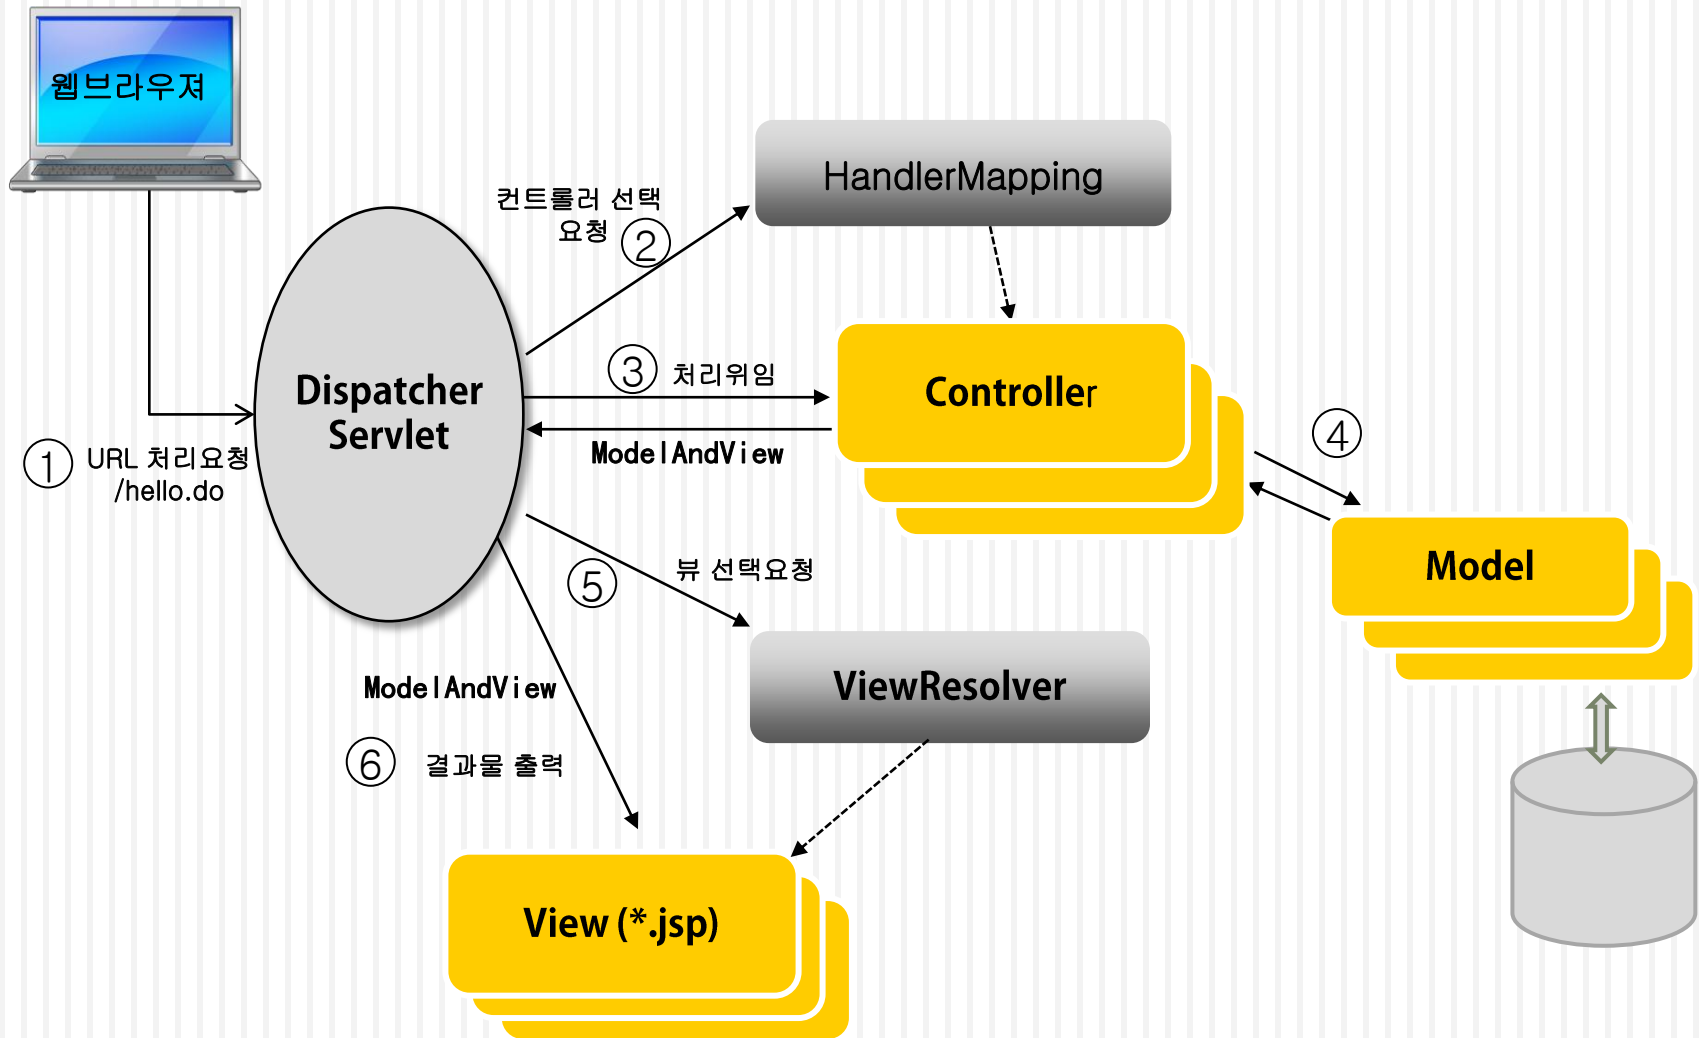 웹브라우져
HandlerMapping
컨트롤러 선택
요청 ②
Dispatcher
Servlet
③ 처리위임
Controller
ModelAndView
④
① URL 처리요청
/hello.do
Model
⑤ 뷰 선택요청
ViewResolver
ModelAndView
⑥ 결과물 출력
View (*.jsp)